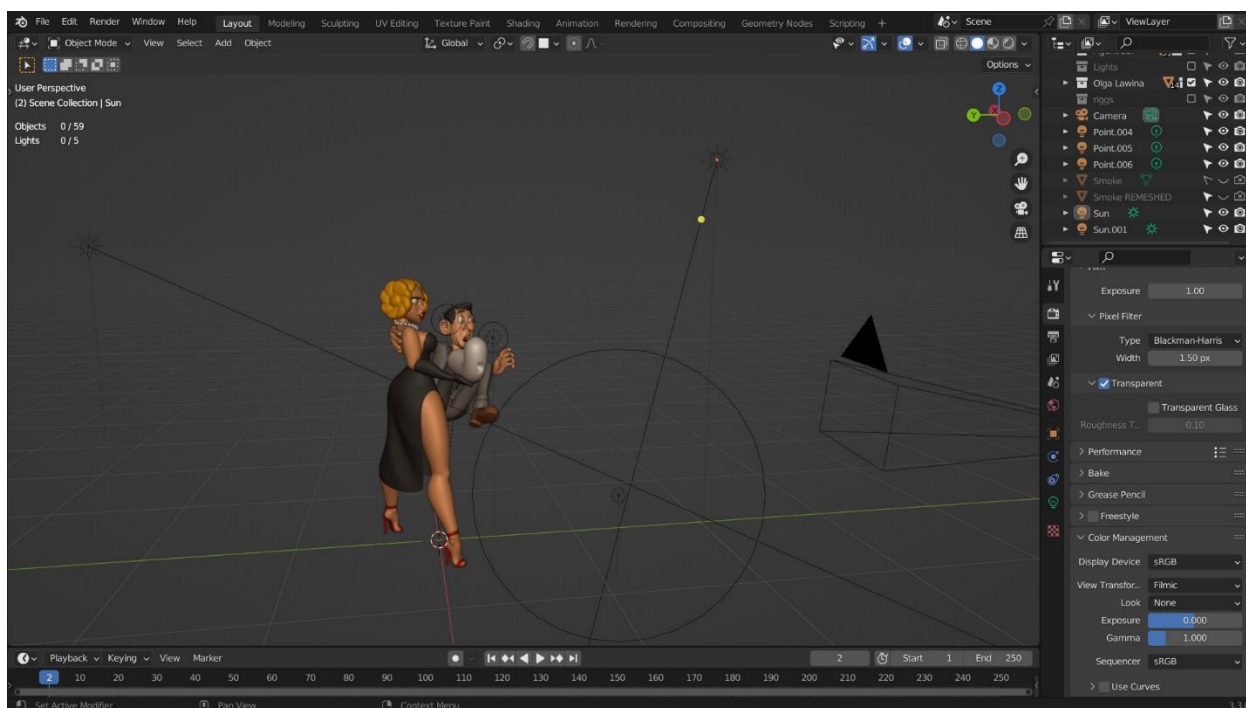 File Edit Render Window Help Layout Modeling Sculpting UV Editing Texture Paint Shading Animation Rendering Compositing Geometry Nodes Scripting + Scene ViewLayer
Object Mode View Select Add Object Global
Options
User Perspective
(2) Scene Collection | Sun
Objects 0 / 59
Lights 0 / 5
Z
Y
X
Lights
Olga Lawina
riggs
Camera
Point.004
Point.005
Point.006
Smoke
Smoke REMESHED
Sun
Sun.001
Exposure 1.00
Pixel Filter
Type Blackman-Harris
Width 1.50 px
Transparent
Transparent Glass
Roughness T... 0.10
Performance
Bake
Grease Pencil
Freestyle
Color Management
Display Device sRGB
View Transfor... Filmic
Look None
Exposure 0.000
Gamma 1.000
Sequencer sRGB
Use Curves
Playback Keying View Marker 2 Start 1 End 250
2 10 20 30 40 50 60 70 80 90 100 110 120 130 140 150 160 170 180 190 200 210 220 230 240 250
Set Active Modifier Pan View Context Menu